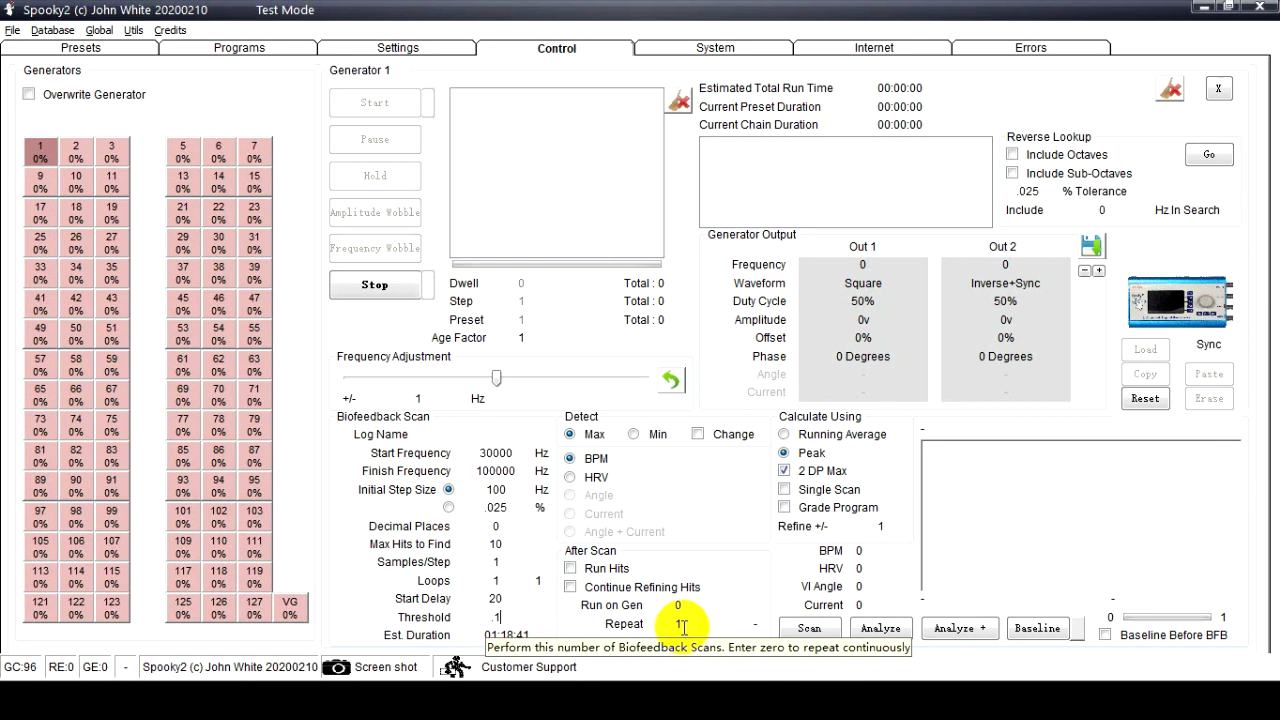 Spooky2 (c) John White 20200210 Test Mode
File Database Global Utils Credits
Presets Programs Settings Control System Internet Errors
Generators
Overwrite Generator
1 2 3 5 6 7
0% 0% 0% 0% 0% 0%
9 10 11 13 14 15
0% 0% 0% 0% 0% 0%
17 18 19 21 22 23
0% 0% 0% 0% 0% 0%
25 26 27 29 30 31
0% 0% 0% 0% 0% 0%
33 34 35 37 38 39
0% 0% 0% 0% 0% 0%
41 42 43 45 46 47
0% 0% 0% 0% 0% 0%
49 50 51 53 54 55
0% 0% 0% 0% 0% 0%
57 58 59 61 62 63
0% 0% 0% 0% 0% 0%
65 66 67 69 70 71
0% 0% 0% 0% 0% 0%
73 74 75 77 78 79
0% 0% 0% 0% 0% 0%
81 82 83 85 86 87
0% 0% 0% 0% 0% 0%
89 90 91 93 94 95
0% 0% 0% 0% 0% 0%
97 98 99 101 102 103
0% 0% 0% 0% 0% 0%
105 106 107 109 110 111
0% 0% 0% 0% 0% 0%
113 114 115 117 118 119
0% 0% 0% 0% 0% 0%
121 122 123 125 126 127 VG
0% 0% 0% 0% 0% 0% 0%
Generator 1
Start
Pause
Hold
Amplitude Wobble
Frequency Wobble
Stop
Dwell 0 Total : 0
Step 1 Total : 0
Preset 1 Total : 0
Age Factor 1
Frequency Adjustment
+/- 1 Hz
Estimated Total Run Time 00:00:00
Current Preset Duration 00:00:00
Current Chain Duration 00:00:00
X
Reverse Lookup
Include Octaves Go
Include Sub-Octaves
.025 % Tolerance
Include 0 Hz In Search
Generator Output
Out 1 Out 2
Frequency 0 0
Waveform Square Inverse+Sync
Duty Cycle 50% 50%
Amplitude 0v 0v
Offset 0% 0%
Phase 0 Degrees 0 Degrees
Angle - -
Current - -
Sync
Load
Copy Paste
Reset Erase
Biofeedback Scan
Log Name
Start Frequency 30000 Hz
Finish Frequency 100000 Hz
Initial Step Size 100 Hz
.025 %
Decimal Places 0
Max Hits to Find 10
Samples/Step 1
Loops 1 1
Start Delay 20
Threshold .1
Est. Duration 01:18:41
Detect
Max Min Change
BPM
HRV
Angle
Current
Angle + Current
After Scan
Run Hits
Continue Refining Hits
Run on Gen 0
Repeat 1 -
Calculate Using
Running Average
Peak
2 DP Max
Single Scan
Grade Program
Refine +/- 1
BPM 0
HRV 0
VI Angle 0
Current 0
-
- -
Scan Analyze Analyze + Baseline
0 1
Baseline Before BFB
Perform this number of Biofeedback Scans. Enter zero to repeat continuously
GC:96 RE:0 GE:0 - Spooky2 (c) John White 20200210 Screen shot Customer Support